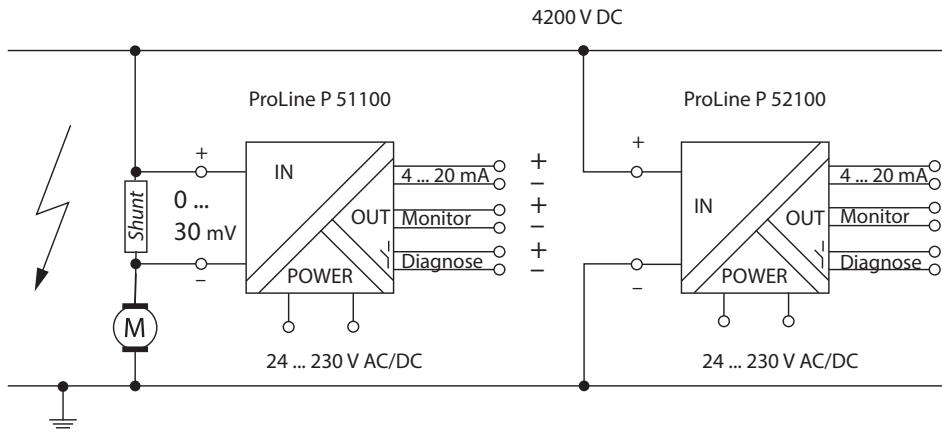 4200 V DC
ProLine P 51100
ProLine P 52100
+
IN
4 ... 20 mA
+
–
Shunt
0 ...
30 mV
OUT
Monitor
+
–
POWER
Diagnose
+
–
–
M
24 ... 230 V AC/DC
+
IN
4 ... 20 mA
OUT
Monitor
POWER
Diagnose
–
24 ... 230 V AC/DC